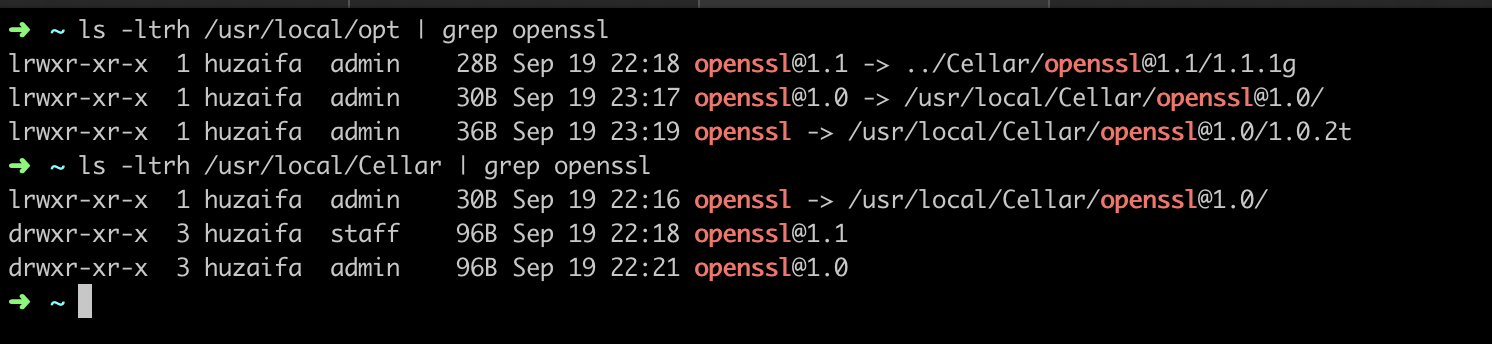 ➜ ~ ls -ltrh /usr/local/opt | grep openssl
lrwxr-xr-x 1 huzaifa admin 28B Sep 19 22:18 openssl@1.1 -> ../Cellar/openssl@1.1/1.1.1g
lrwxr-xr-x 1 huzaifa admin 30B Sep 19 23:17 openssl@1.0 -> /usr/local/Cellar/openssl@1.0/
lrwxr-xr-x 1 huzaifa admin 36B Sep 19 23:19 openssl -> /usr/local/Cellar/openssl@1.0/1.0.2t
➜ ~ ls -ltrh /usr/local/Cellar | grep openssl
lrwxr-xr-x 1 huzaifa admin 30B Sep 19 22:16 openssl -> /usr/local/Cellar/openssl@1.0/
drwxr-xr-x 3 huzaifa staff 96B Sep 19 22:18 openssl@1.1
drwxr-xr-x 3 huzaifa admin 96B Sep 19 22:21 openssl@1.0
➜ ~